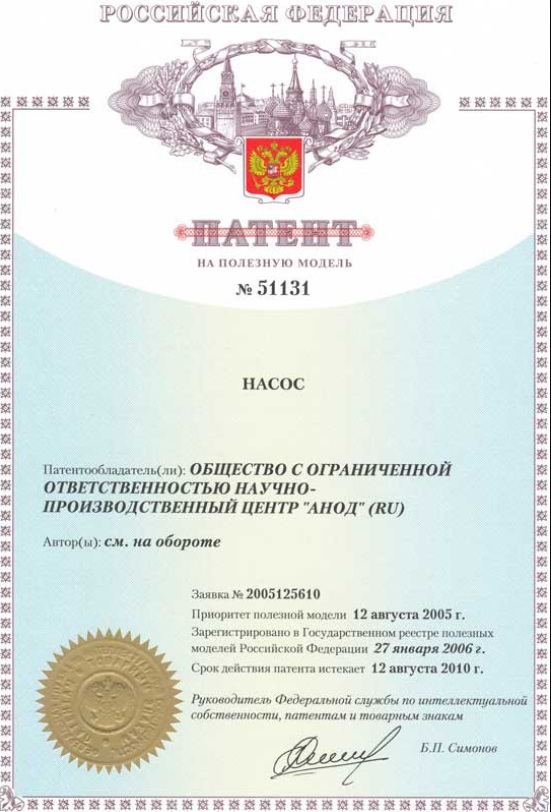 РОССИЙСКАЯ ФЕДЕРАЦИЯ
ПАТЕНТ
НА ПОЛЕЗНУЮ МОДЕЛЬ
№ 51131
НАСОС
Патентообладатель(ли): ОБЩЕСТВО С ОГРАНИЧЕННОЙ
ОТВЕТСТВЕННОСТЬЮ НАУЧНО-
ПРОИЗВОДСТВЕННЫЙ ЦЕНТР "АНОД" (RU)
Автор(ы): см. на обороте
Заявка № 2005125610
Приоритет полезной модели 12 августа 2005 г.
Зарегистрировано в Государственном реестре полезных
моделей Российской Федерации 27 января 2006 г.
Срок действия патента истекает 12 августа 2010 г.
Руководитель Федеральной службы по интеллектуальной
собственности, патентам и товарным знакам
Б.П. Симонов